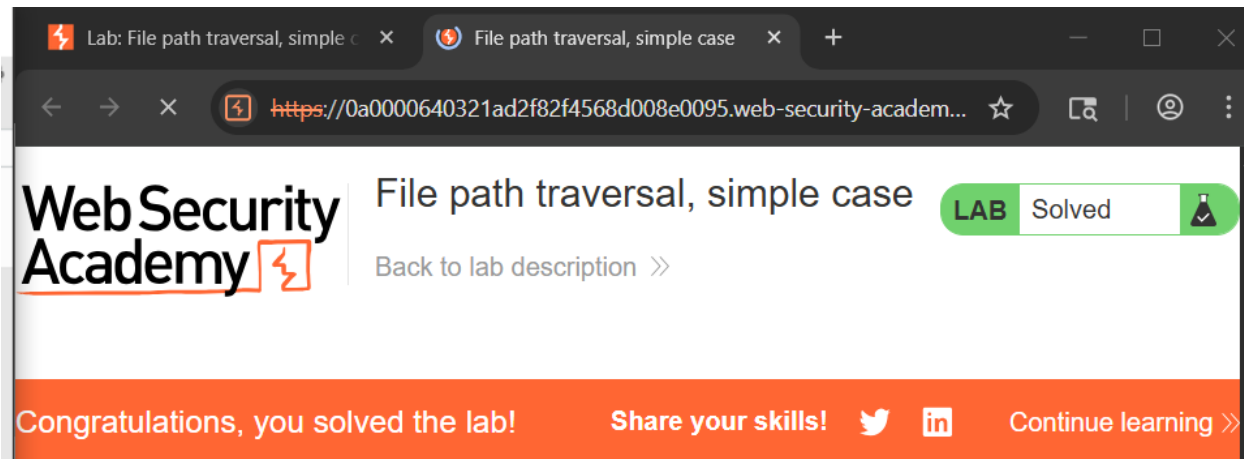 Lab: File path traversal, simple c
File path traversal, simple case
https://0a0000640321ad2f82f4568d008e0095.web-security-academ...
Web Security
Academy
File path traversal, simple case
Back to lab description
LAB Solved
Congratulations, you solved the lab!
Share your skills!
in
Continue learning